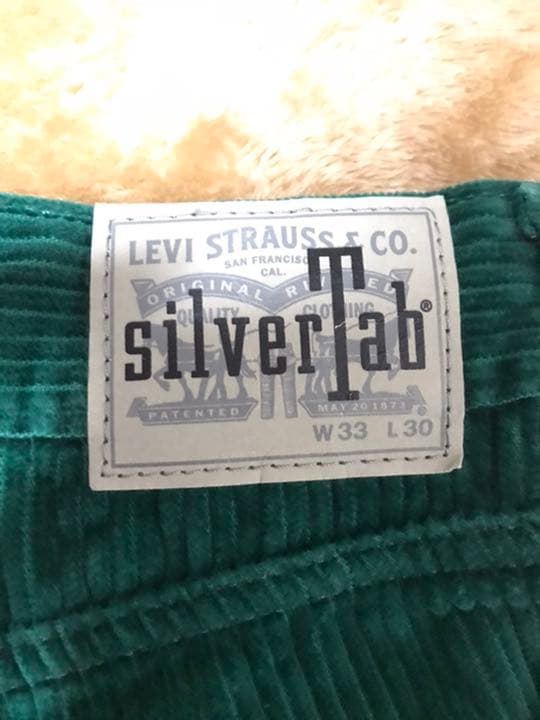 LEVI STRAUSS & CO.
SAN FRANCISCO
CAL.
ORIGINAL RIVETED
QUALITY CLOTHING
silverTab®
PATENTED MAY 20 1873
W33 L30